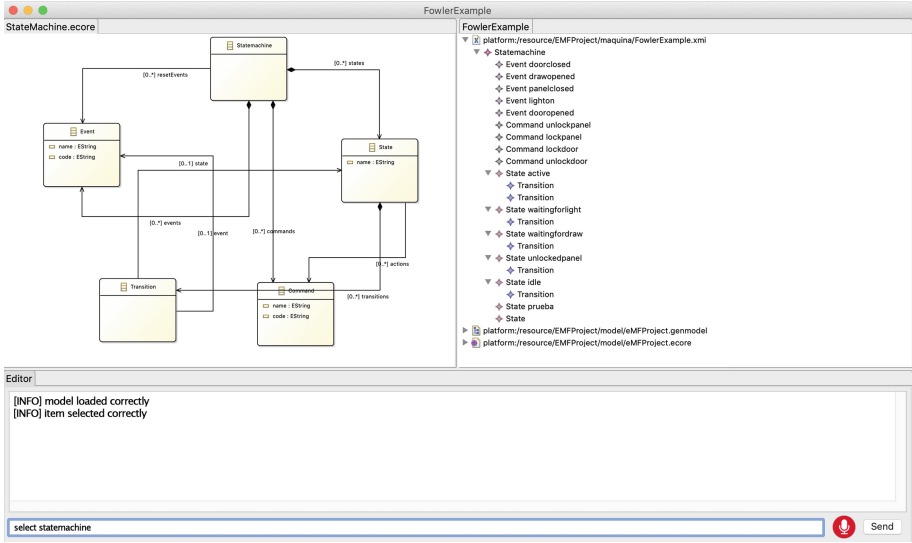 FowlerExample
StateMachine.ecore
Statemachine
[0..*] states
[0..*] resetEvents
Event
name : EString
code : EString
State
name : EString
[0..1] state
[0..*] events
[0..1] event
[0..*] commands
[0..*] actions
Transition
Command
name : EString
code : EString
[0..*] transitions
FowlerExample
platform:/resource/EMFProject/maquina/FowlerExample.xmi
Statemachine
Event doorclosed
Event drawopened
Event panelclosed
Event lighton
Event dooropened
Command unlockpanel
Command lockpanel
Command lockdoor
Command unlockdoor
State active
Transition
Transition
State waitingforlight
Transition
State waitingfordraw
Transition
State unlockedpanel
Transition
State idle
Transition
State prueba
State
platform:/resource/EMFProject/model/eMFProject.genmodel
platform:/resource/EMFProject/model/eMFProject.ecore
Editor
[INFO] model loaded correctly
[INFO] item selected correctly
select statemachine
Send